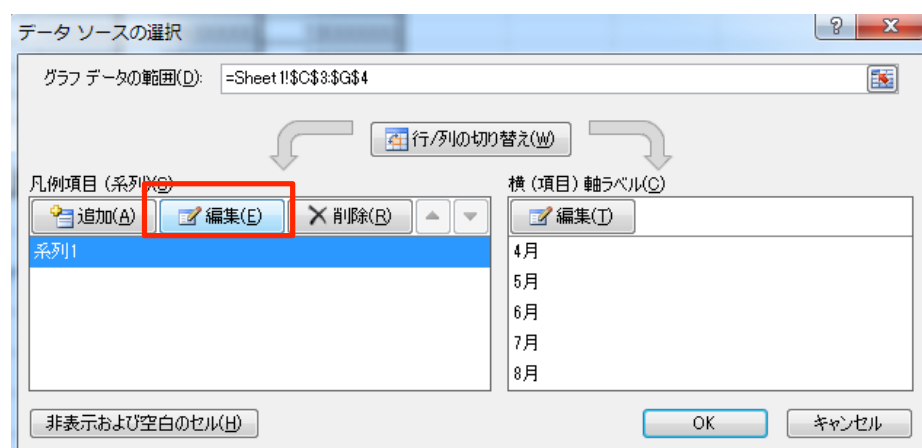 データ ソースの選択
グラフ データの範囲(D): =Sheet1!$C$3:$G$4
行/列の切り替え(W)
凡例項目 (系列)(S)
横 (項目) 軸ラベル(C)
追加(A) 編集(E) 削除(R)
編集(T)
系列1
4月
5月
6月
7月
8月
非表示および空白のセル(H)
OK キャンセル